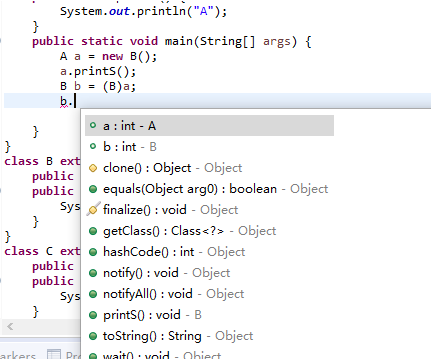 System.out.println("A");
}
public static void main(String[] args) {
A a = new B();
a.printS();
B b = (B)a;
b.
}
}
class B ext
public
public
Sys
}
}
class C ext
public
public
Sys
}
a : int - A
b : int - B
clone() : Object - Object
equals(Object arg0) : boolean - Object
finalize() : void - Object
getClass() : Class<?> - Object
hashCode() : int - Object
notify() : void - Object
notifyAll() : void - Object
printS() : void - B
toString() : String - Object
wait() : void - Object
arkers
Pr